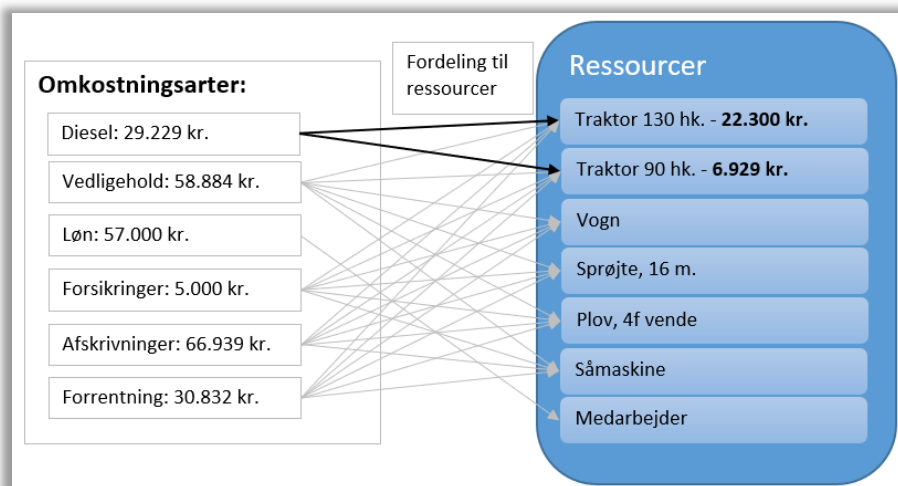 Omkostningsarter:
Diesel: 29.229 kr.
Vedligehold: 58.884 kr.
Løn: 57.000 kr.
Forsikringer: 5.000 kr.
Afskrivninger: 66.939 kr.
Forrentning: 30.832 kr.
Fordeling til
ressourcer
Ressourcer
Traktor 130 hk. - 22.300 kr.
Traktor 90 hk. - 6.929 kr.
Vogn
Sprøjte, 16 m.
Plov, 4f vende
Såmaskine
Medarbejder